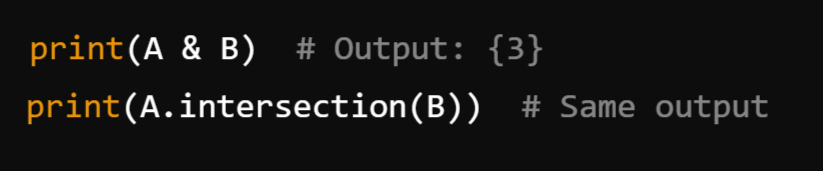 print(A & B)  # Output: {3}
print(A.intersection(B))  # Same output